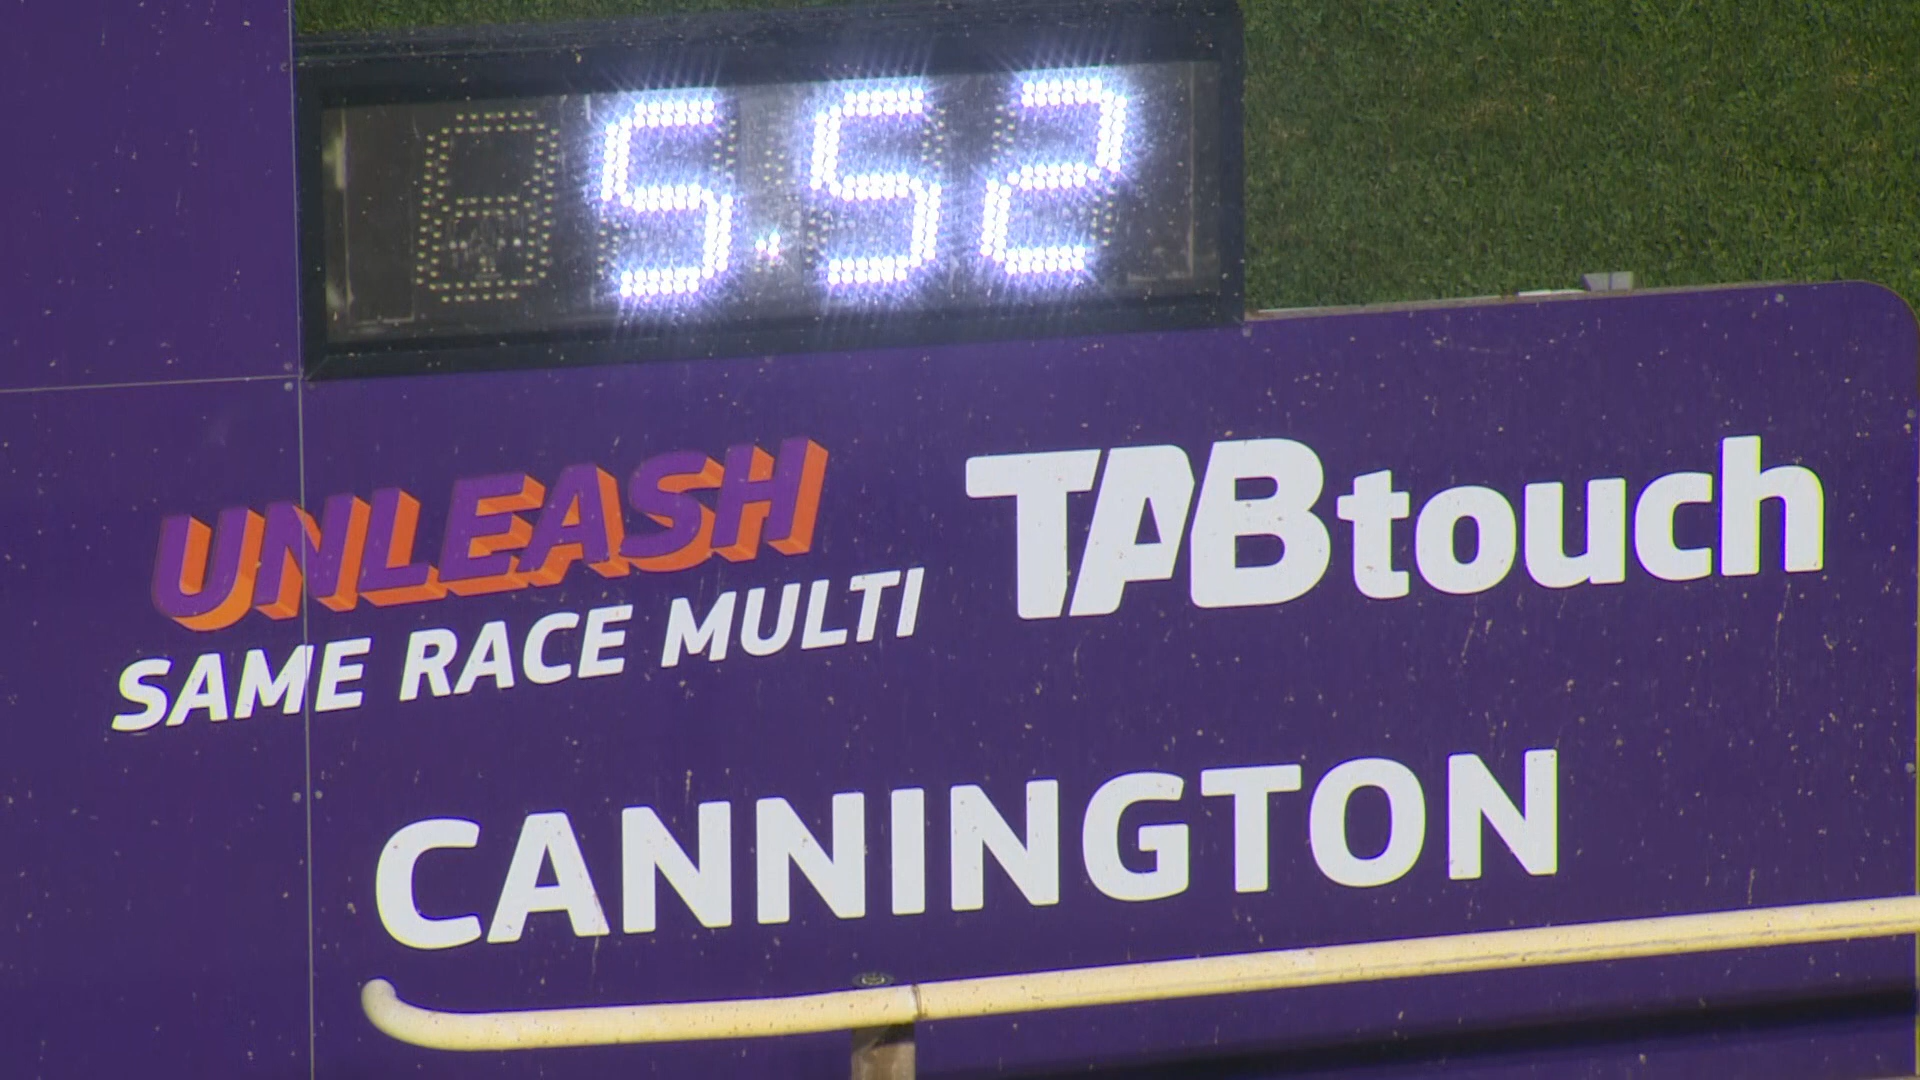 5.52
UNLEASH
SAME RACE MULTI
TABtouch
CANNINGTON